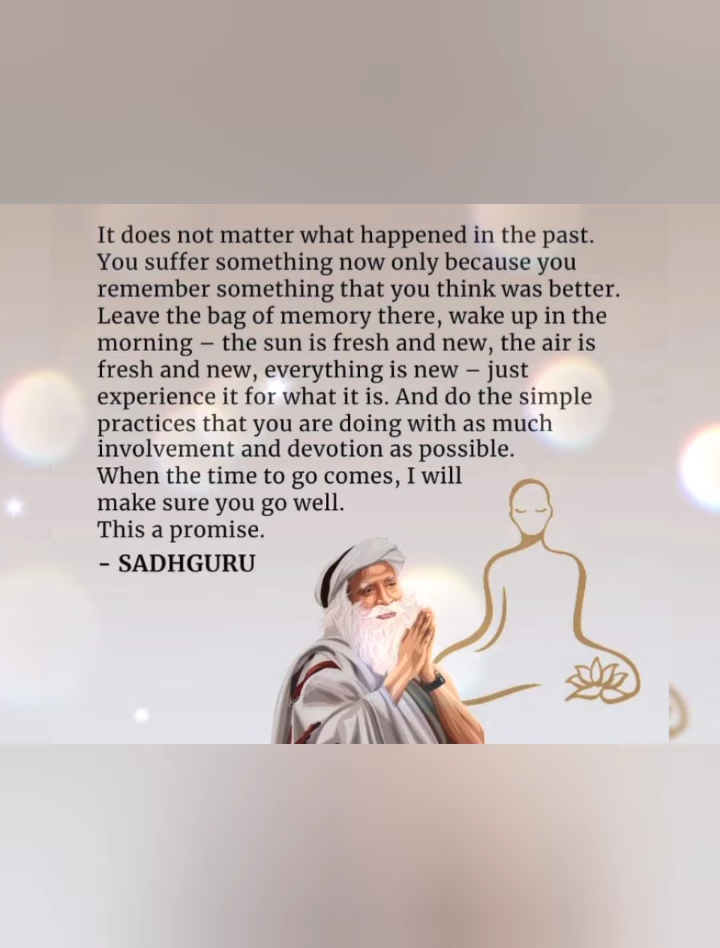 It does not matter what happened in the past.
You suffer something now only because you
remember something that you think was better.
Leave the bag of memory there, wake up in the
morning – the sun is fresh and new, the air is
fresh and new, everything is new – just
experience it for what it is. And do the simple
practices that you are doing with as much
involvement and devotion as possible.
When the time to go comes, I will
make sure you go well.
This a promise.
– SADHGURU